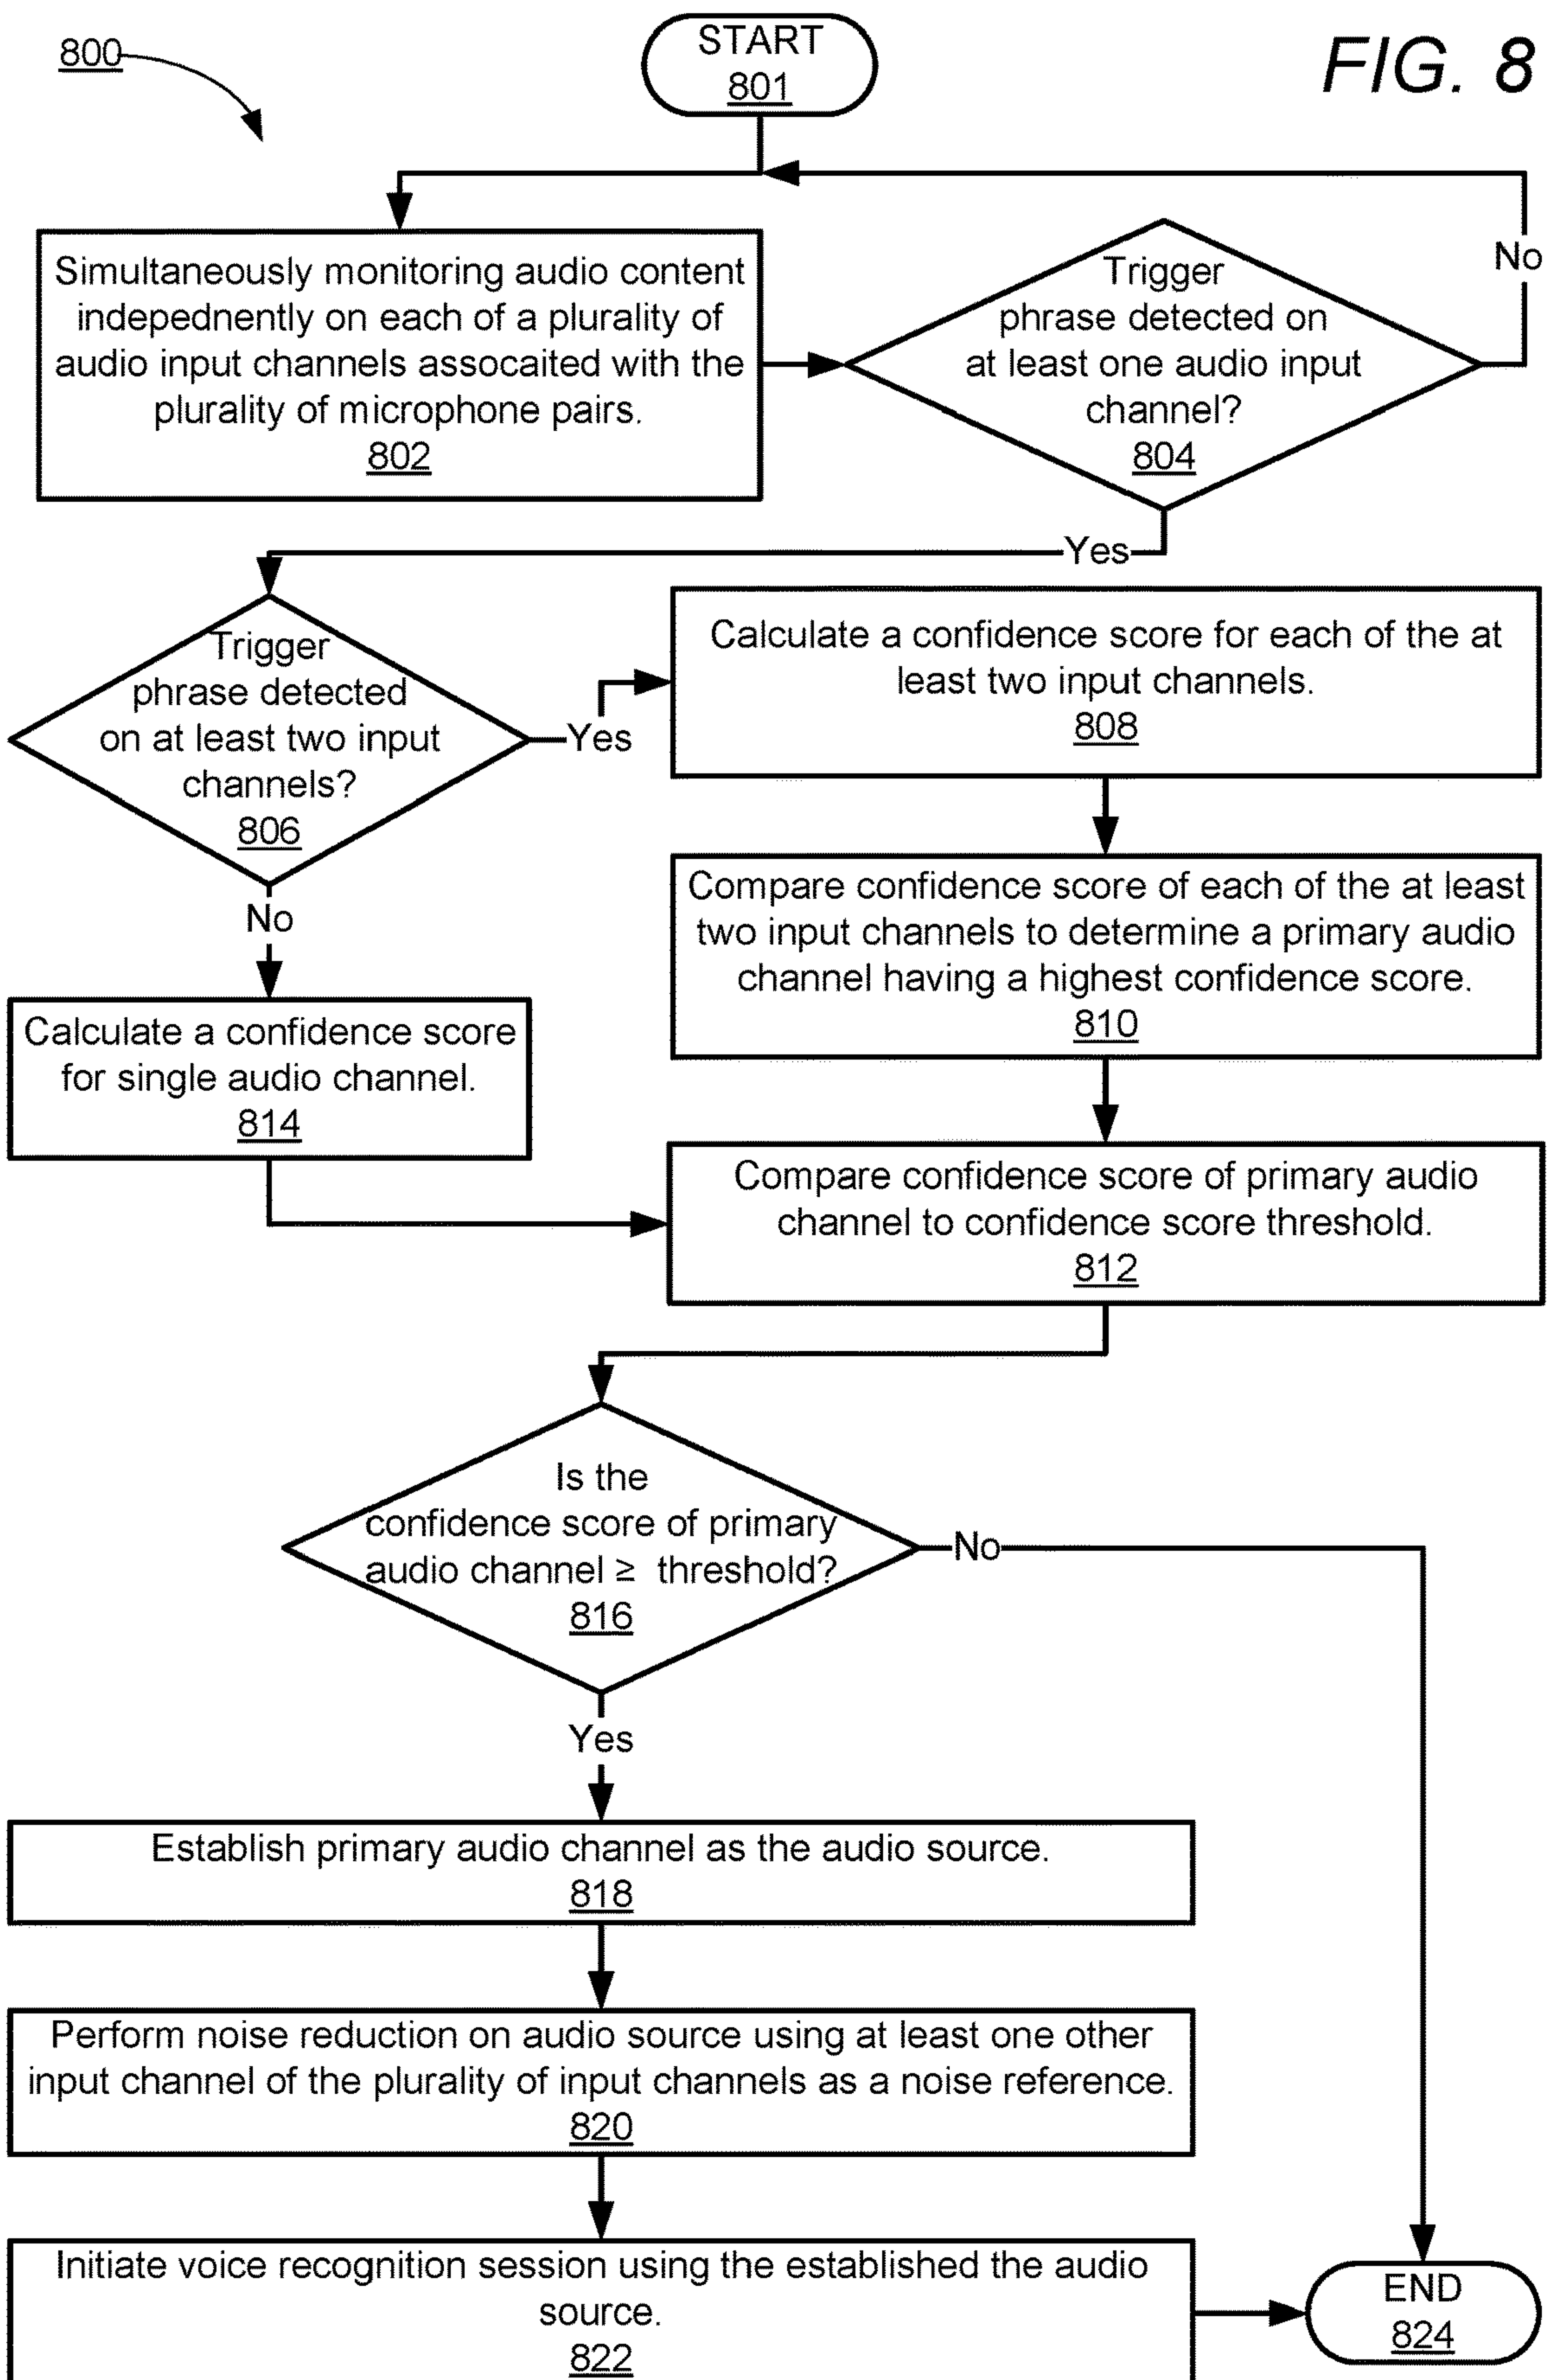 800
START
801
FIG. 8
Simultaneously monitoring audio content
indepednently on each of a plurality of
audio input channels assocaited with the
plurality of microphone pairs.
802
Trigger
phrase detected on
at least one audio input
channel?
804
No
Yes
Trigger
phrase detected
on at least two input
channels?
806
Yes
No
Calculate a confidence score for each of the at
least two input channels.
808
Compare confidence score of each of the at least
two input channels to determine a primary audio
channel having a highest confidence score.
810
Calculate a confidence score
for single audio channel.
814
Compare confidence score of primary audio
channel to confidence score threshold.
812
Is the
confidence score of primary
audio channel ≥ threshold?
816
No
Yes
Establish primary audio channel as the audio source.
818
Perform noise reduction on audio source using at least one other
input channel of the plurality of input channels as a noise reference.
820
Initiate voice recognition session using the established the audio
source.
822
END
824